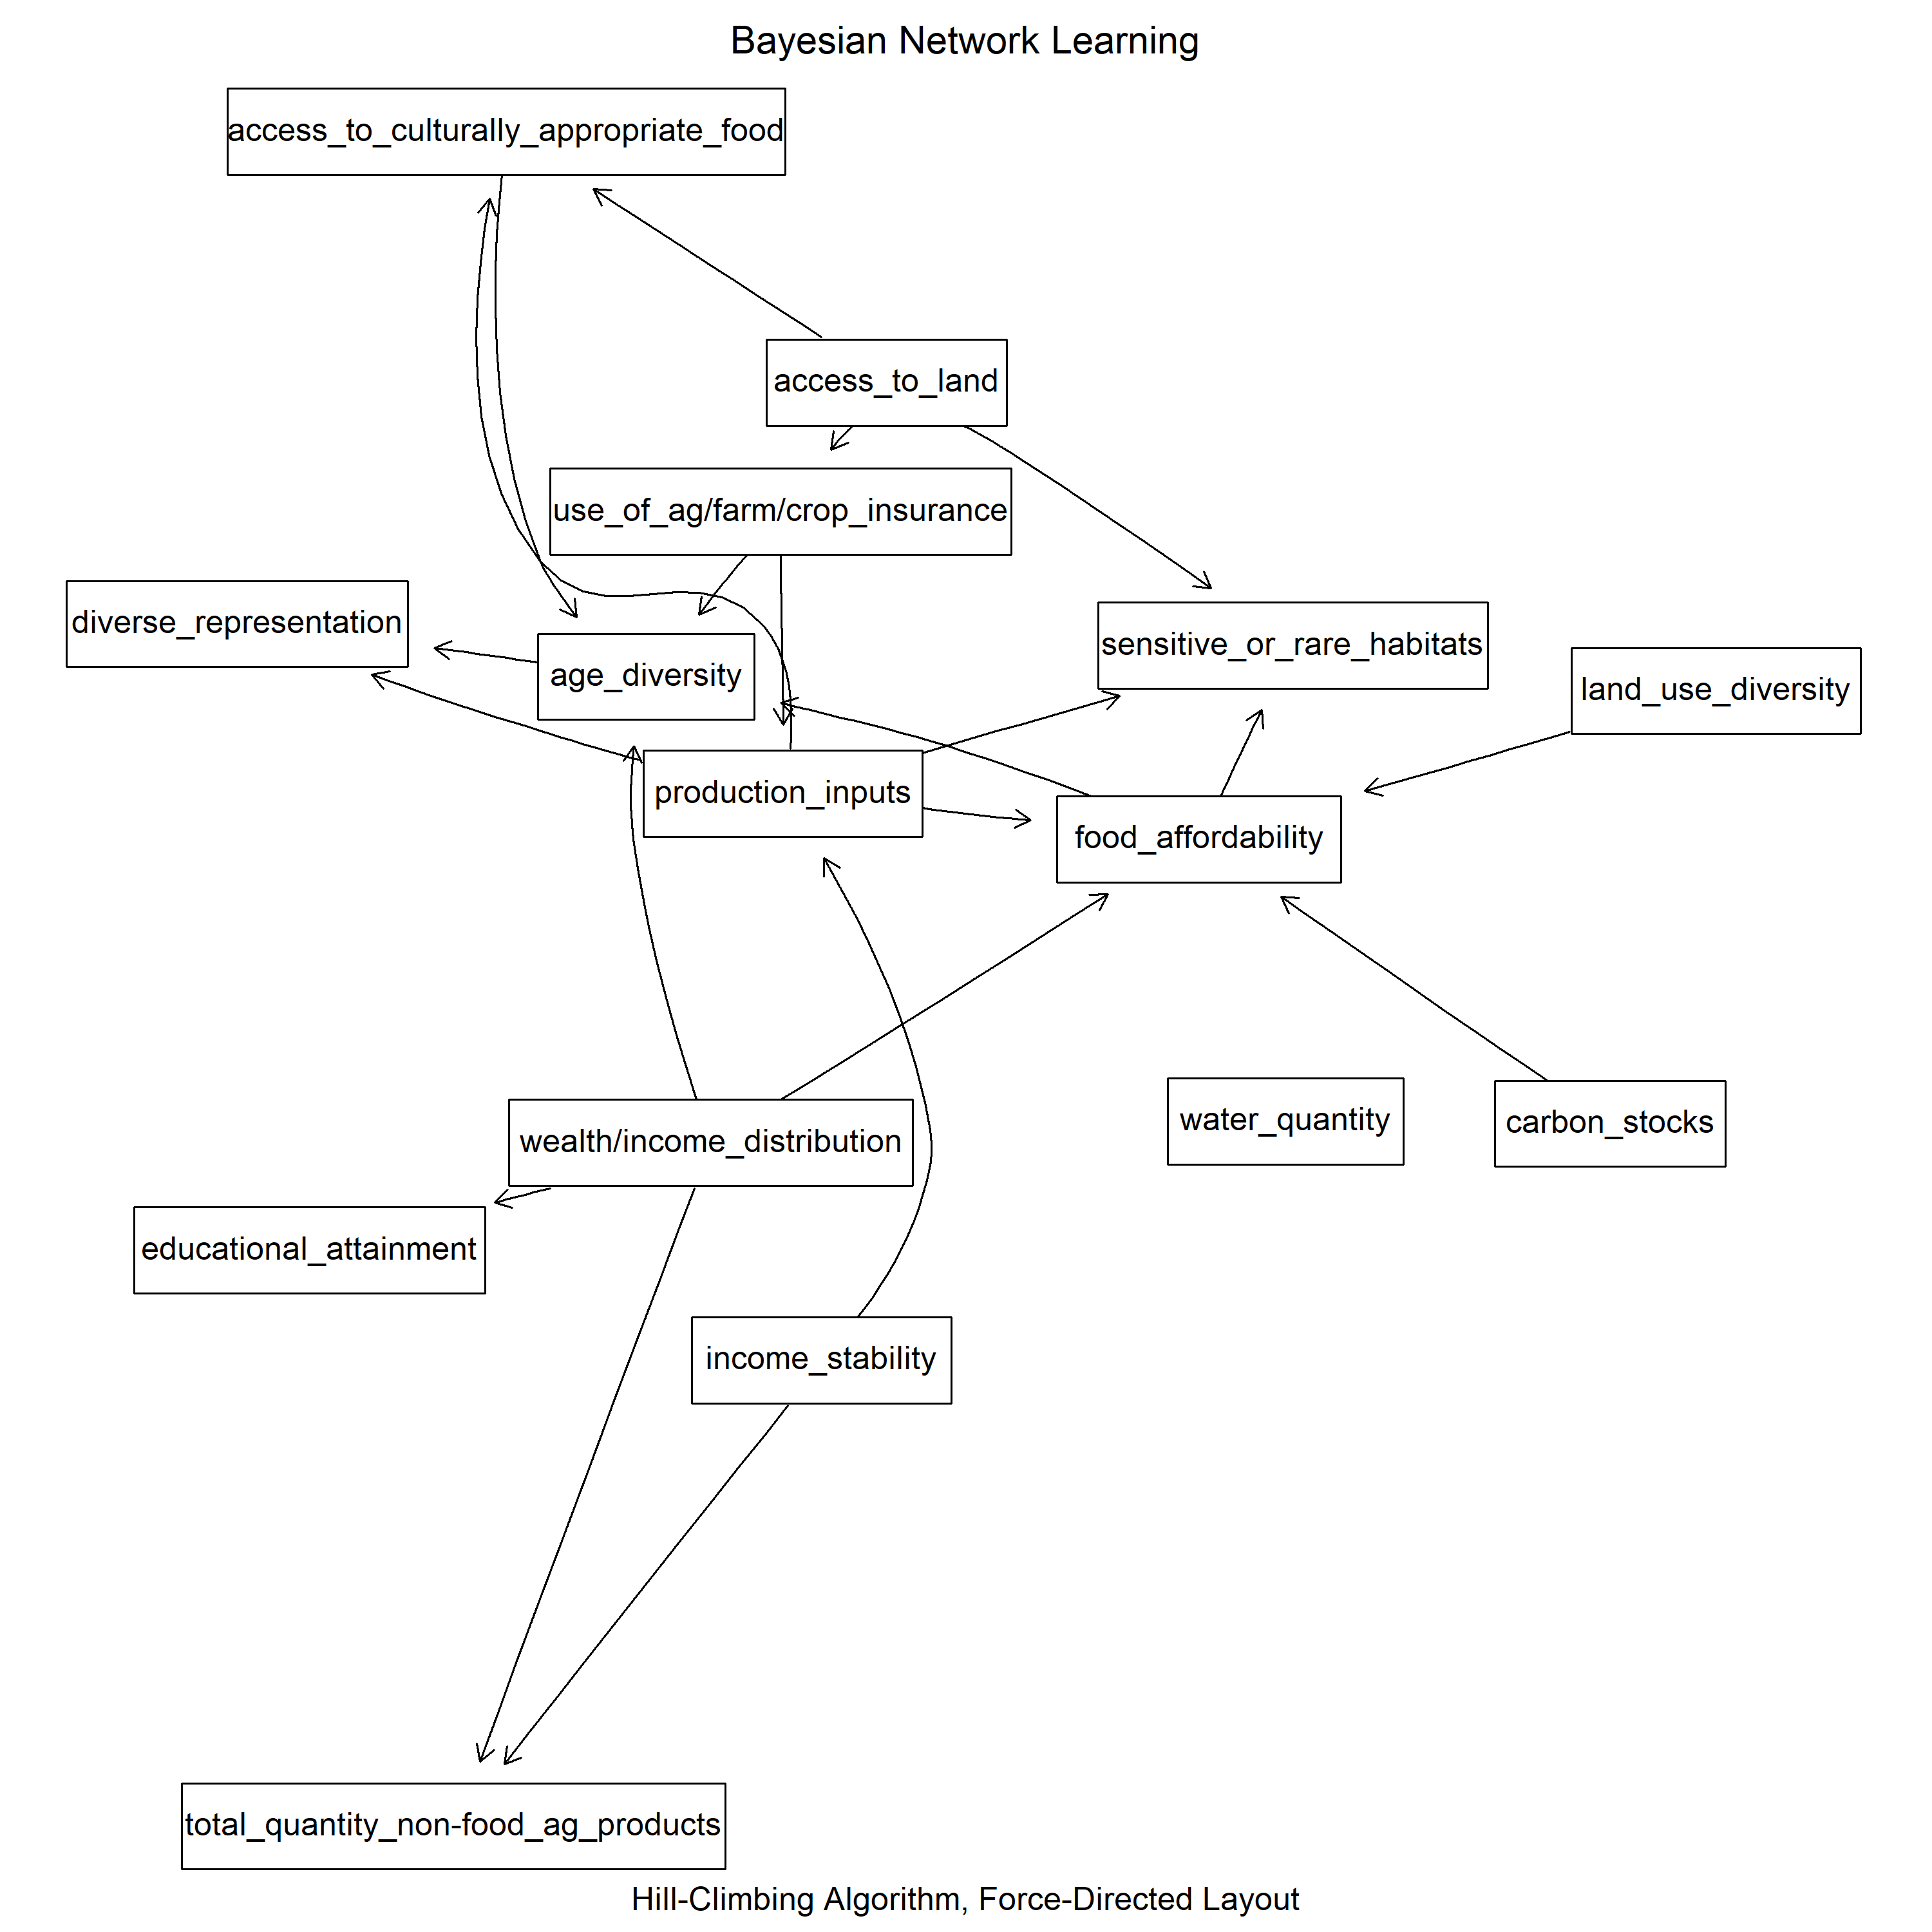 Bayesian Network Learning
access_to_culturally_appropriate_food
access_to_land
use_of_ag/farm/crop_insurance
diverse_representation
sensitive_or_rare_habitats
age_diversity
land_use_diversity
production_inputs
food_affordability
water_quantity
carbon_stocks
wealth/income_distribution
educational_attainment
income_stability
total_quantity_non-food_ag_products
Hill-Climbing Algorithm, Force-Directed Layout